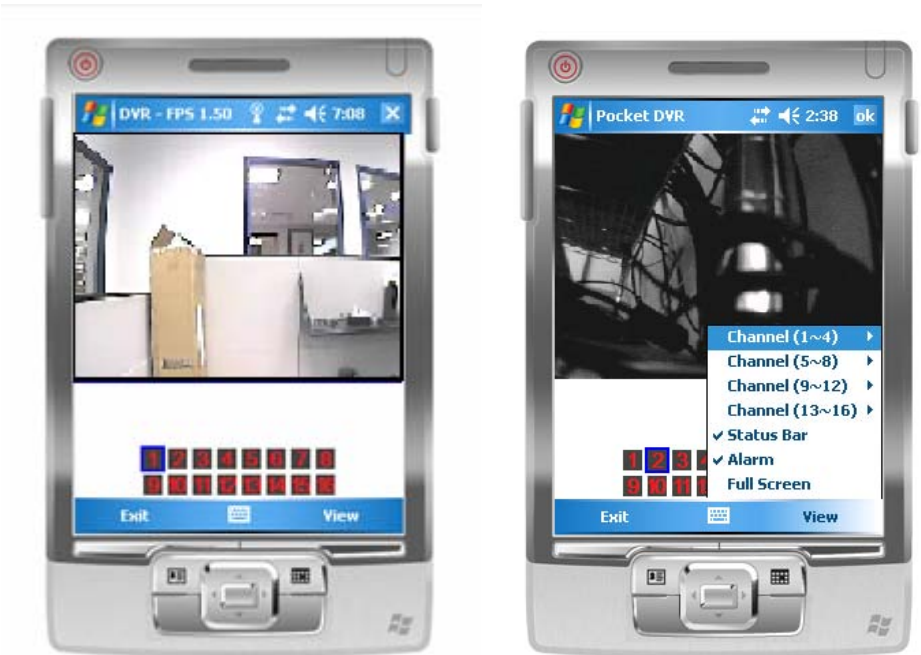 DVR - FPS 1.50 7:08
1 2 3 4 5 6 7 8
9 10 11 12 13 14 15 16
Exit View
Pocket DVR 2:38 ok
Channel (1~4)
Channel (5~8)
Channel (9~12)
Channel (13~16)
Status Bar
Alarm
Full Screen
1 2 3
9 10 11
Exit View